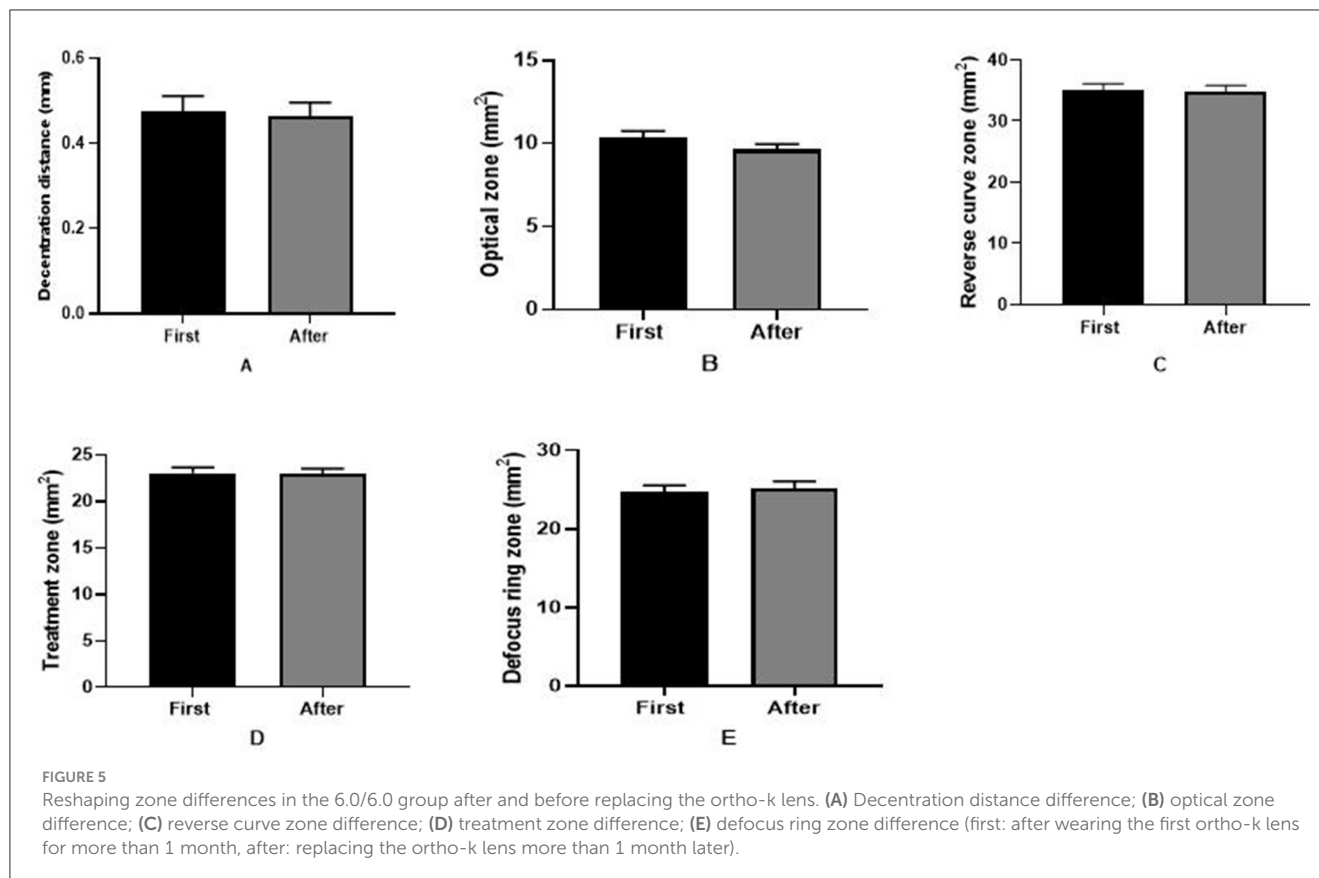 Decentration distance (mm)
0.6
0.4
0.2
0.0
First After
A
Optical zone (mm²)
15
10
5
0
First After
B
Reverse curve zone (mm²)
40
30
20
10
0
First After
C
Treatment zone (mm²)
25
20
15
10
5
0
First After
D
Defocus ring zone (mm²)
30
20
10
0
First After
E
FIGURE 5
Reshaping zone differences in the 6.0/6.0 group after and before replacing the ortho-k lens. (A) Decentration distance difference; (B) optical zone
difference; (C) reverse curve zone difference; (D) treatment zone difference; (E) defocus ring zone difference (first: after wearing the first ortho-k lens
for more than 1 month, after: replacing the ortho-k lens more than 1 month later).